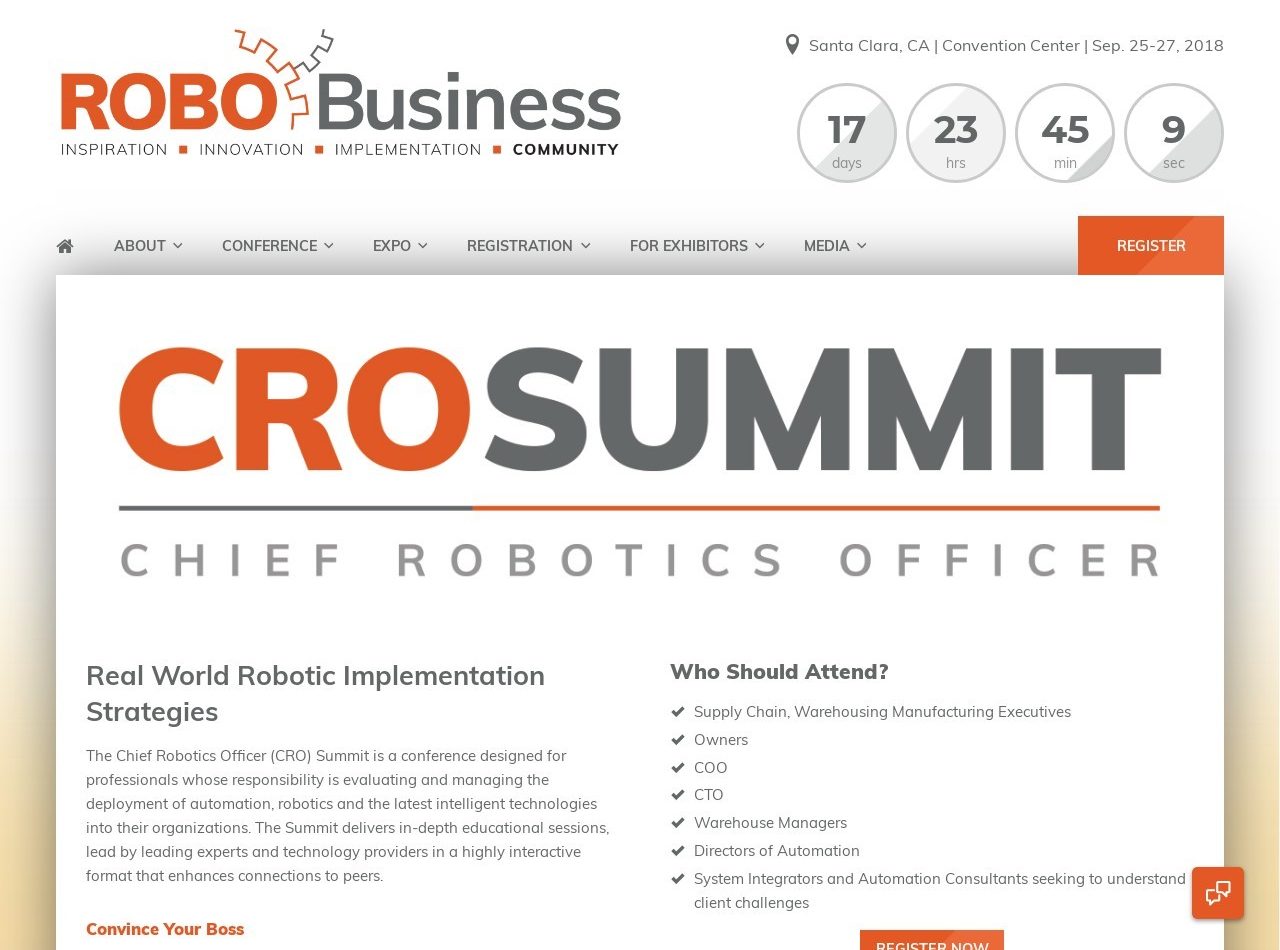 ROBO Business
INSPIRATION ■ INNOVATION ■ IMPLEMENTATION ■ COMMUNITY
Santa Clara, CA | Convention Center | Sep. 25-27, 2018
17 23 45 9
days hrs min sec
ABOUT CONFERENCE EXPO REGISTRATION FOR EXHIBITORS MEDIA REGISTER
CROSUMMIT
CHIEF ROBOTICS OFFICER
Real World Robotic Implementation
Strategies
The Chief Robotics Officer (CRO) Summit is a conference designed for
professionals whose responsibility is evaluating and managing the
deployment of automation, robotics and the latest intelligent technologies
into their organizations. The Summit delivers in-depth educational sessions,
lead by leading experts and technology providers in a highly interactive
format that enhances connections to peers.
Convince Your Boss
Who Should Attend?
Supply Chain, Warehousing Manufacturing Executives
Owners
COO
CTO
Warehouse Managers
Directors of Automation
System Integrators and Automation Consultants seeking to understand
client challenges
REGISTER NOW